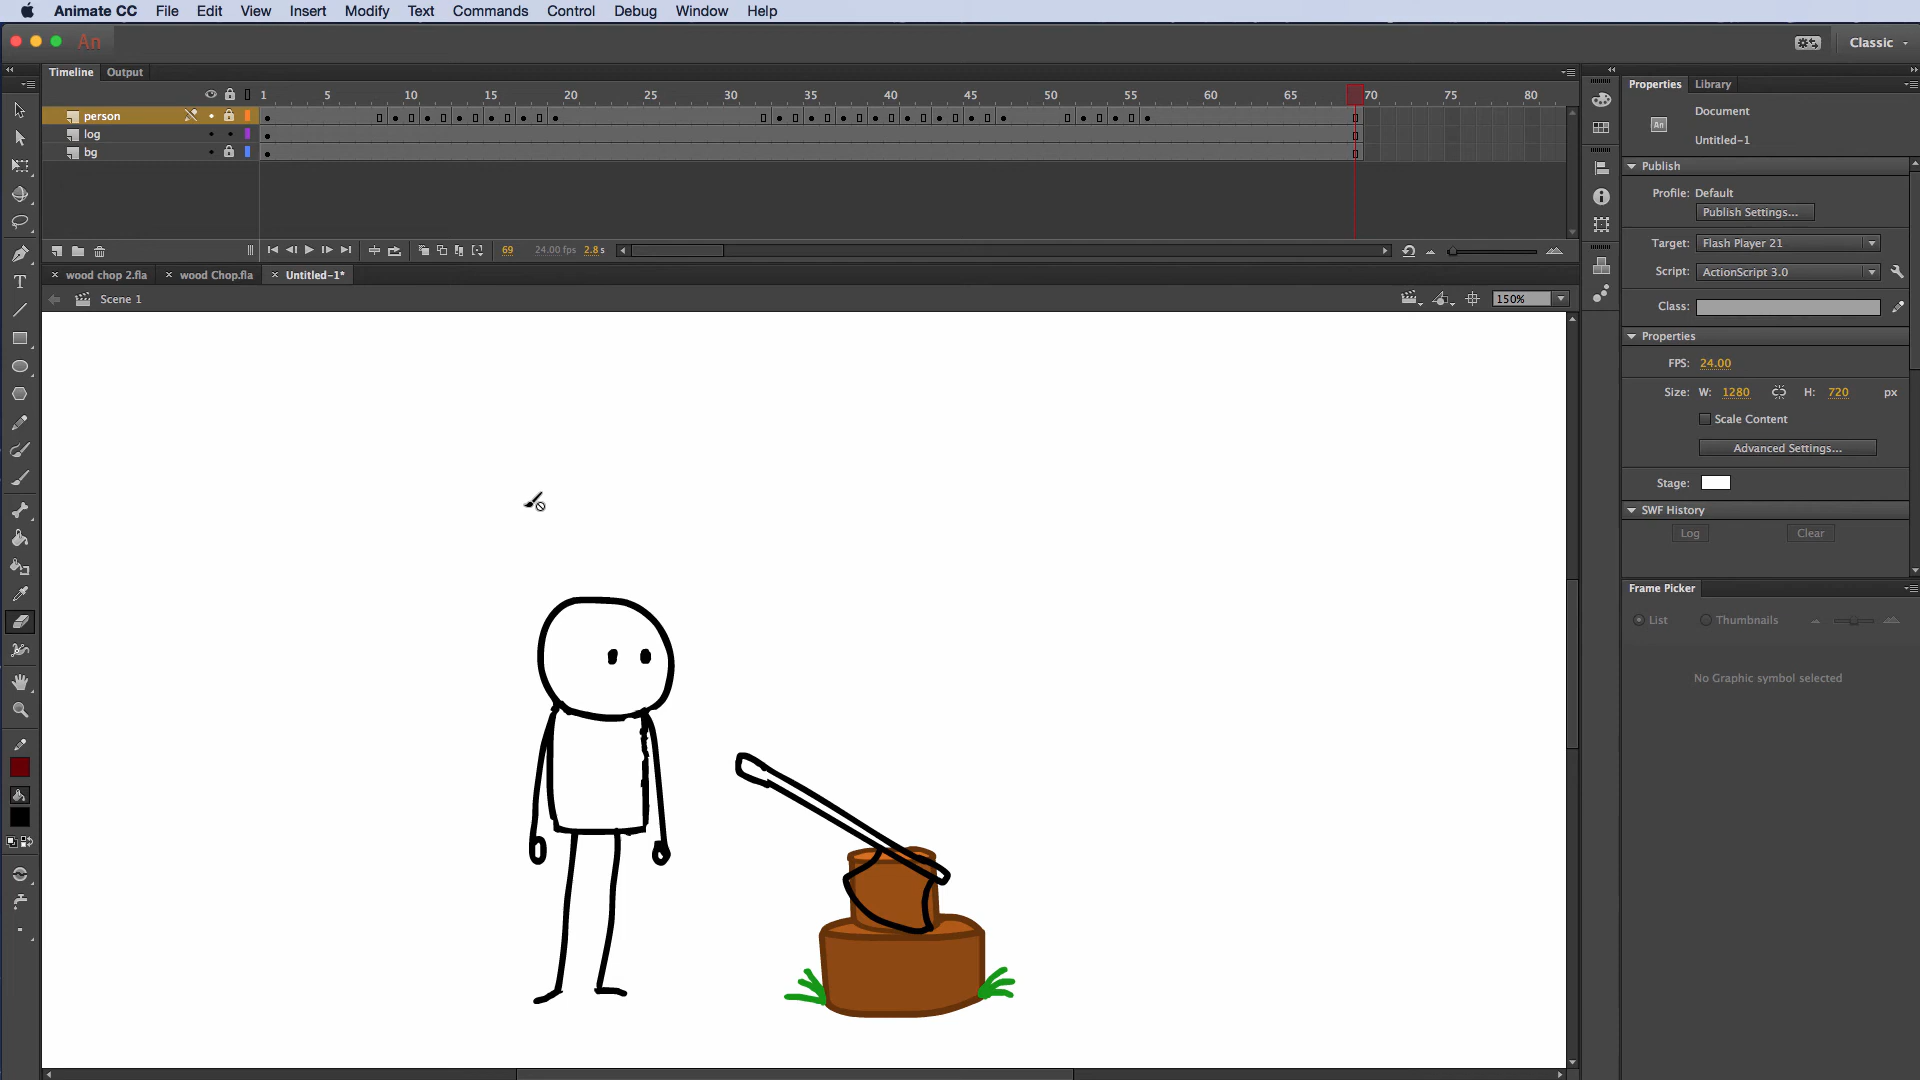 Animate CC File Edit View Insert Modify Text Commands Control Debug Window Help
An Classic
Timeline Output
1 5 10 15 20 25 30 35 40 45 50 55 60 65 70 75 80
person
log
bg
69 24.00 fps 2.8 s
wood chop 2.fla wood Chop.fla Untitled-1*
Scene 1 150%
Properties Library
An Document
Untitled-1
Publish
Profile: Default
Publish Settings...
Target: Flash Player 21
Script: ActionScript 3.0
Class:
Properties
FPS: 24.00
Size: W: 1280 H: 720 px
Scale Content
Advanced Settings...
Stage:
SWF History
Log Clear
Frame Picker
List Thumbnails
No Graphic symbol selected